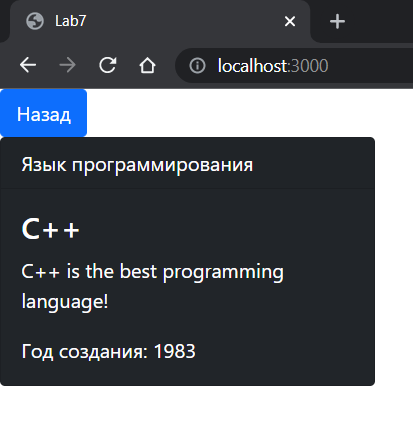 Lab7
localhost:3000
Назад
Язык программирования
C++
C++ is the best programming
language!
Год создания: 1983